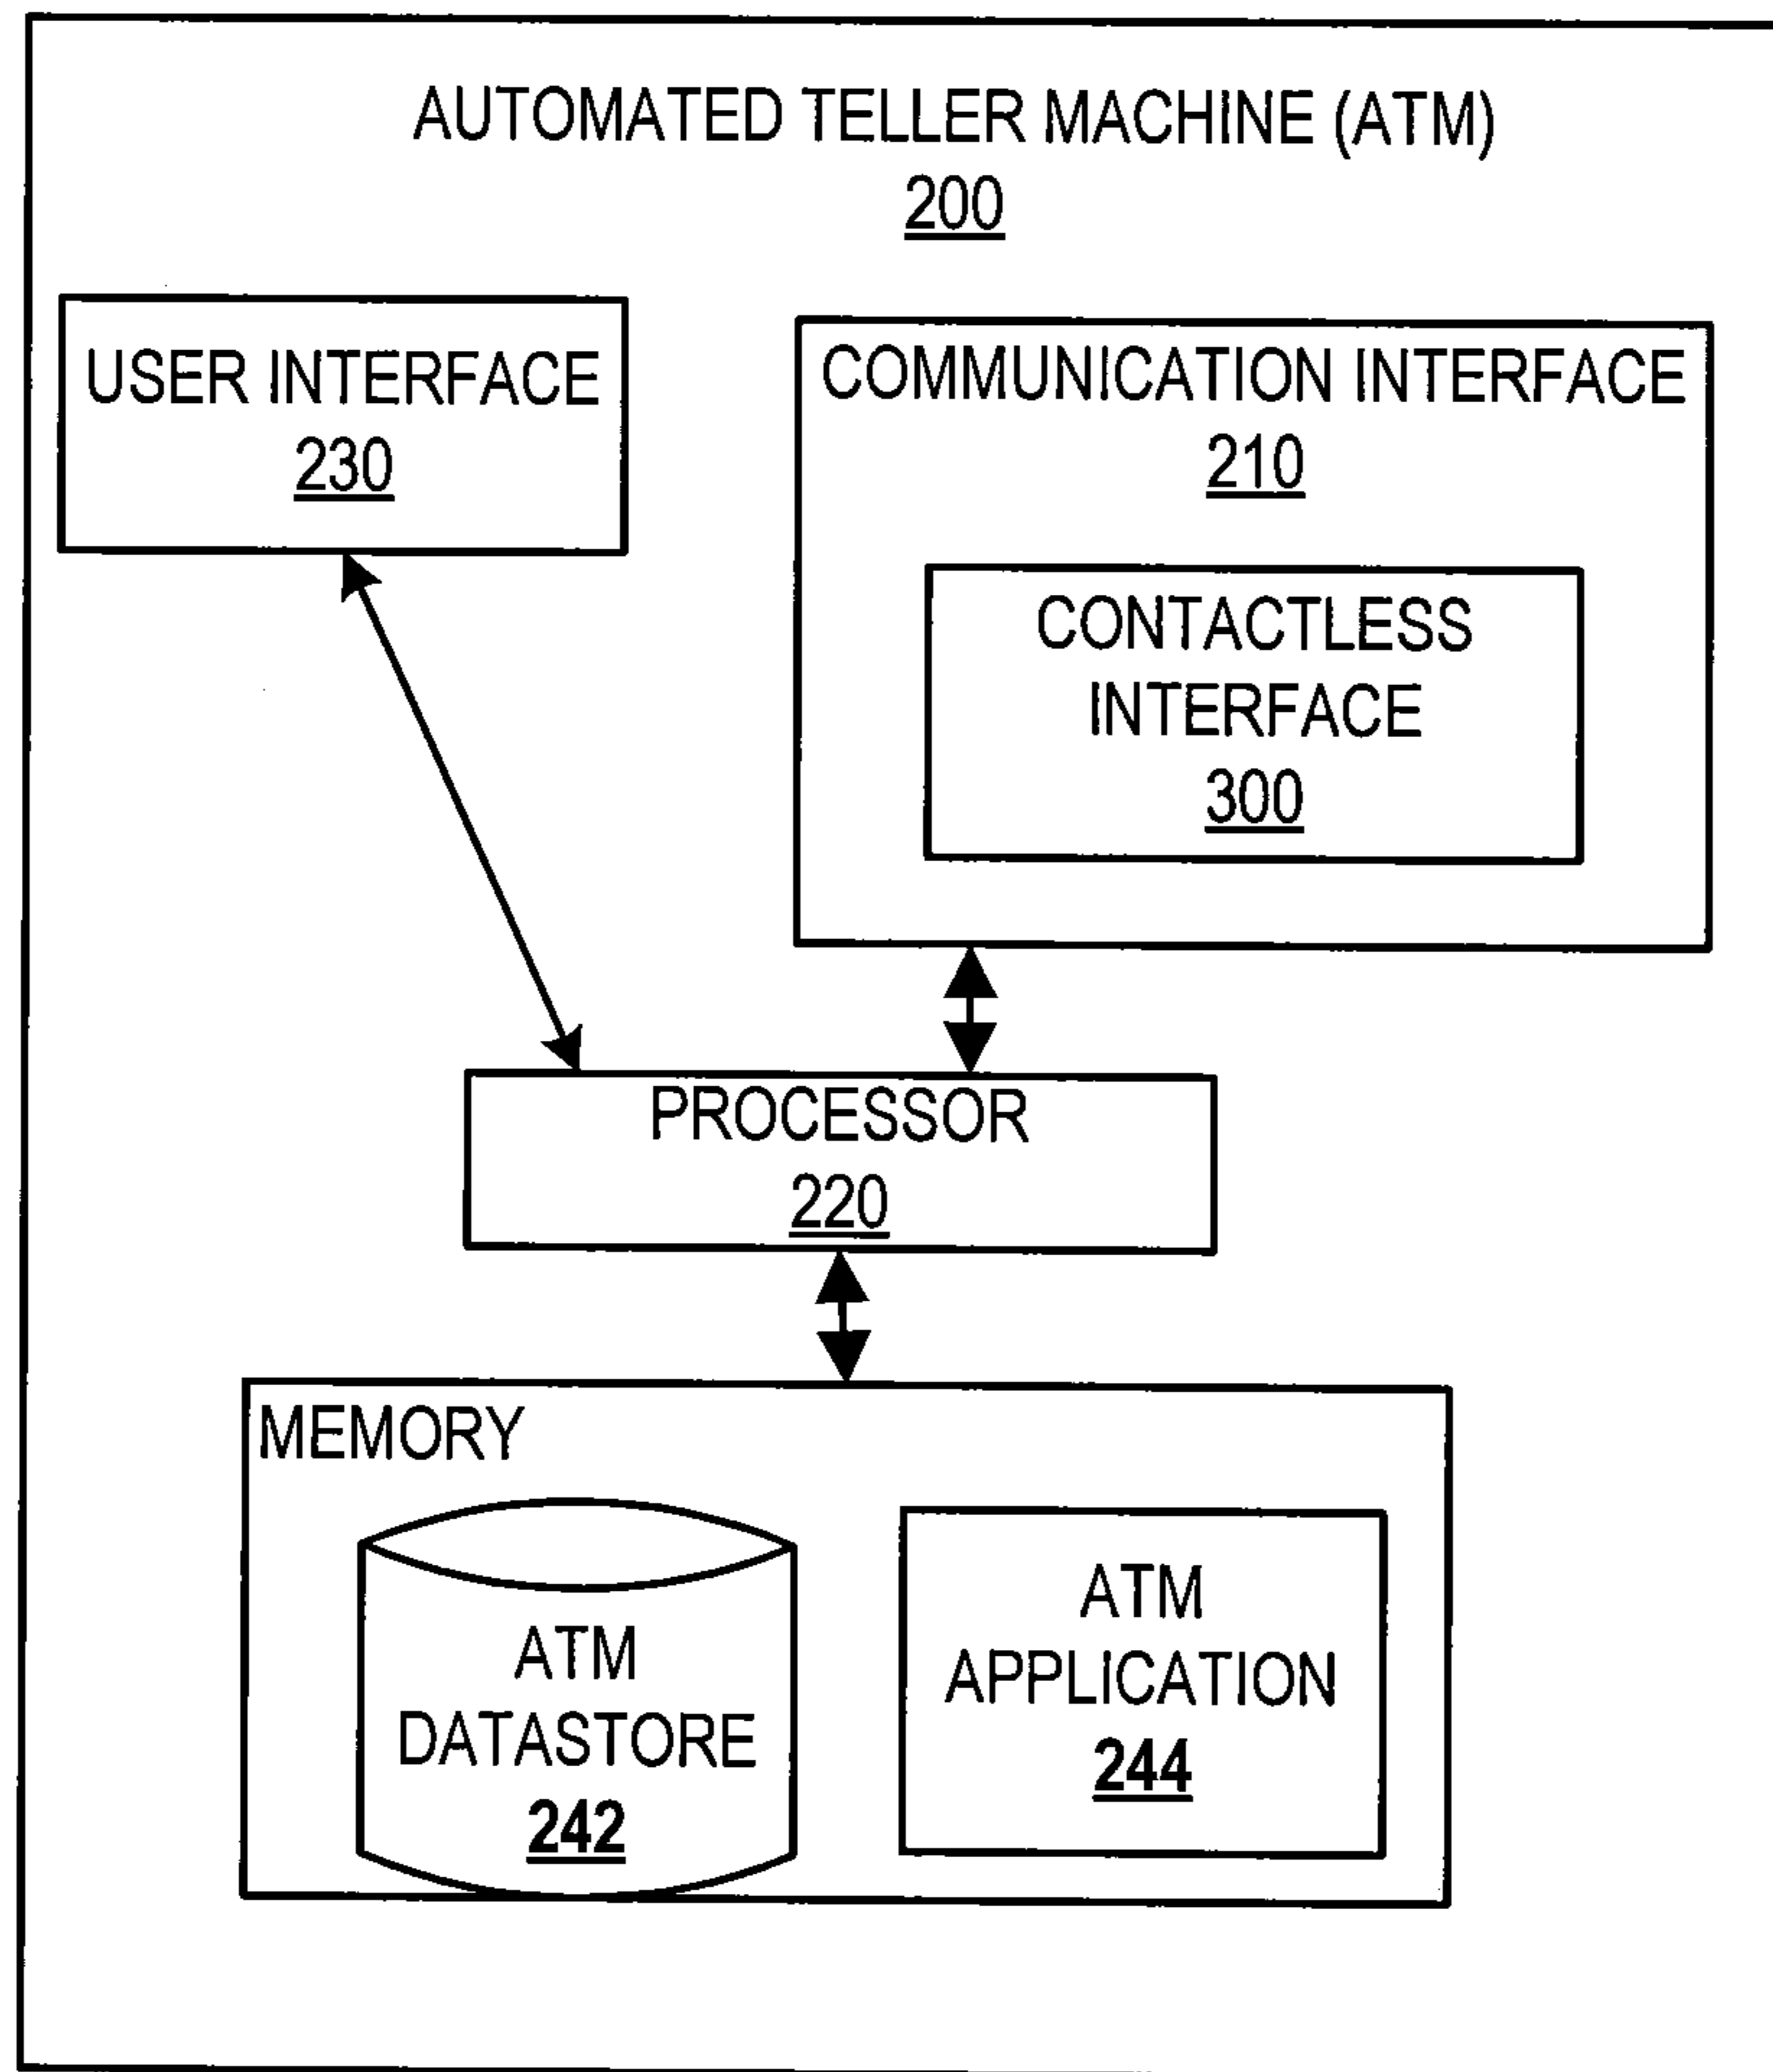 AUTOMATED TELLER MACHINE (ATM)
200
USER INTERFACE
230
COMMUNICATION INTERFACE
210
CONTACTLESS
INTERFACE
300
PROCESSOR
220
MEMORY
ATM
DATASTORE
242
ATM
APPLICATION
244